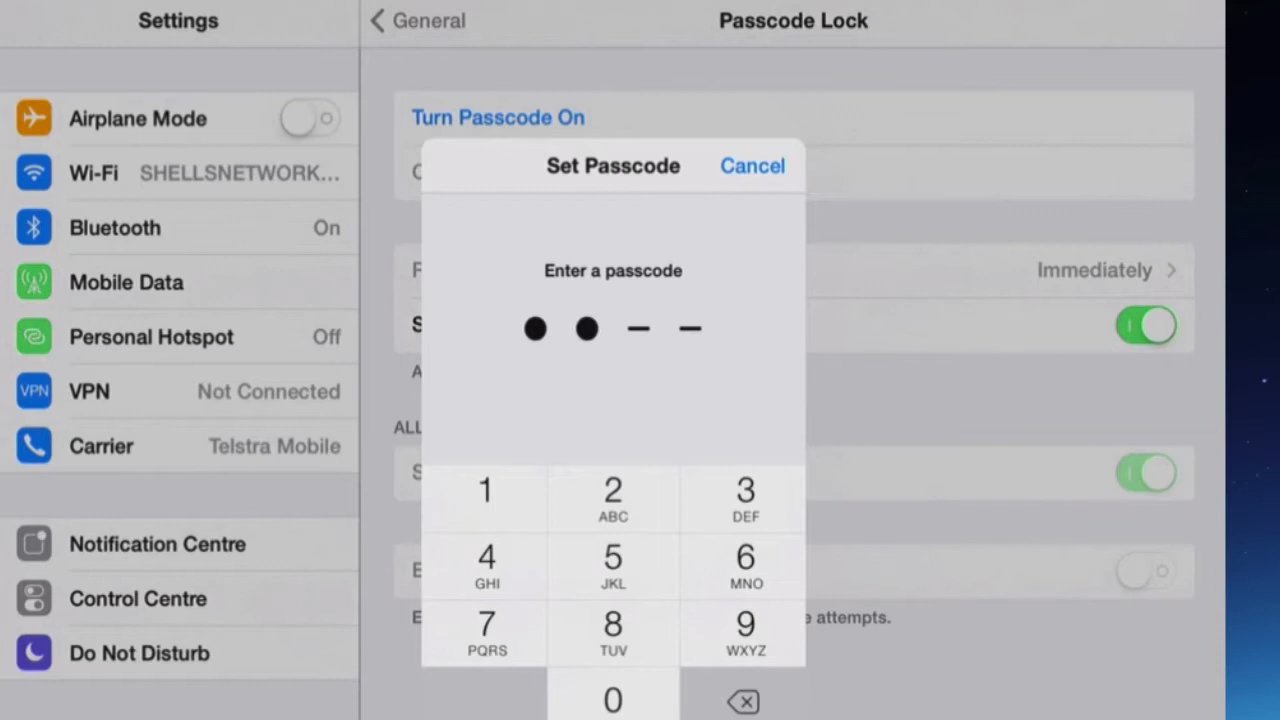 Settings
General
Passcode Lock
Airplane Mode
Wi-Fi SHELLSNETWORK...
Bluetooth On
Mobile Data
Personal Hotspot Off
VPN VPN Not Connected
Carrier Telstra Mobile
Notification Centre
Control Centre
Do Not Disturb
Turn Passcode On
Immediately
ALL
attempts.
Set Passcode Cancel
Enter a passcode
1 2 3
ABC DEF
4 5 6
GHI JKL MNO
7 8 9
PQRS TUV WXYZ
0